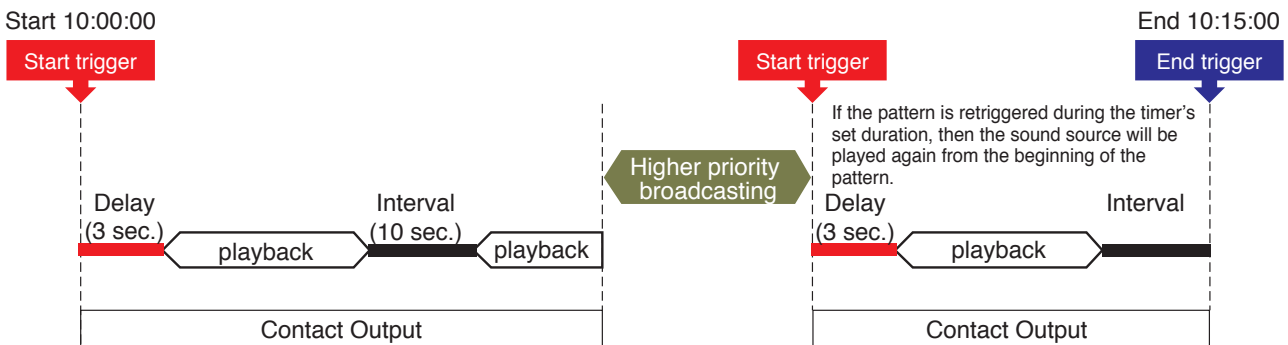 Start 10:00:00
End 10:15:00
Start trigger
Start trigger
End trigger
If the pattern is retriggered during the timer's
set duration, then the sound source will be
played again from the beginning of the
pattern.
Higher priority
broadcasting
Delay
(3 sec.)
Interval
(10 sec.)
Delay
(3 sec.)
Interval
playback
playback
playback
Contact Output
Contact Output